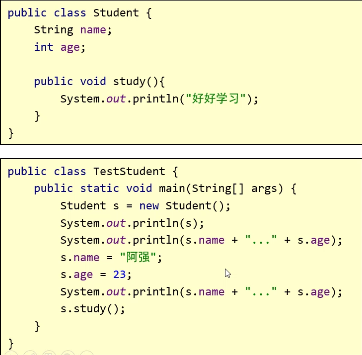 public class Student {
    String name;
    int age;
    public void study(){
        System.out.println("好好学习");
    }
}
public class TestStudent {
    public static void main(String[] args) {
        Student s = new Student();
        System.out.println(s);
        System.out.println(s.name + "..." + s.age);
        s.name = "阿强";
        s.age = 23;
        System.out.println(s.name + "..." + s.age);
        s.study();
    }
}